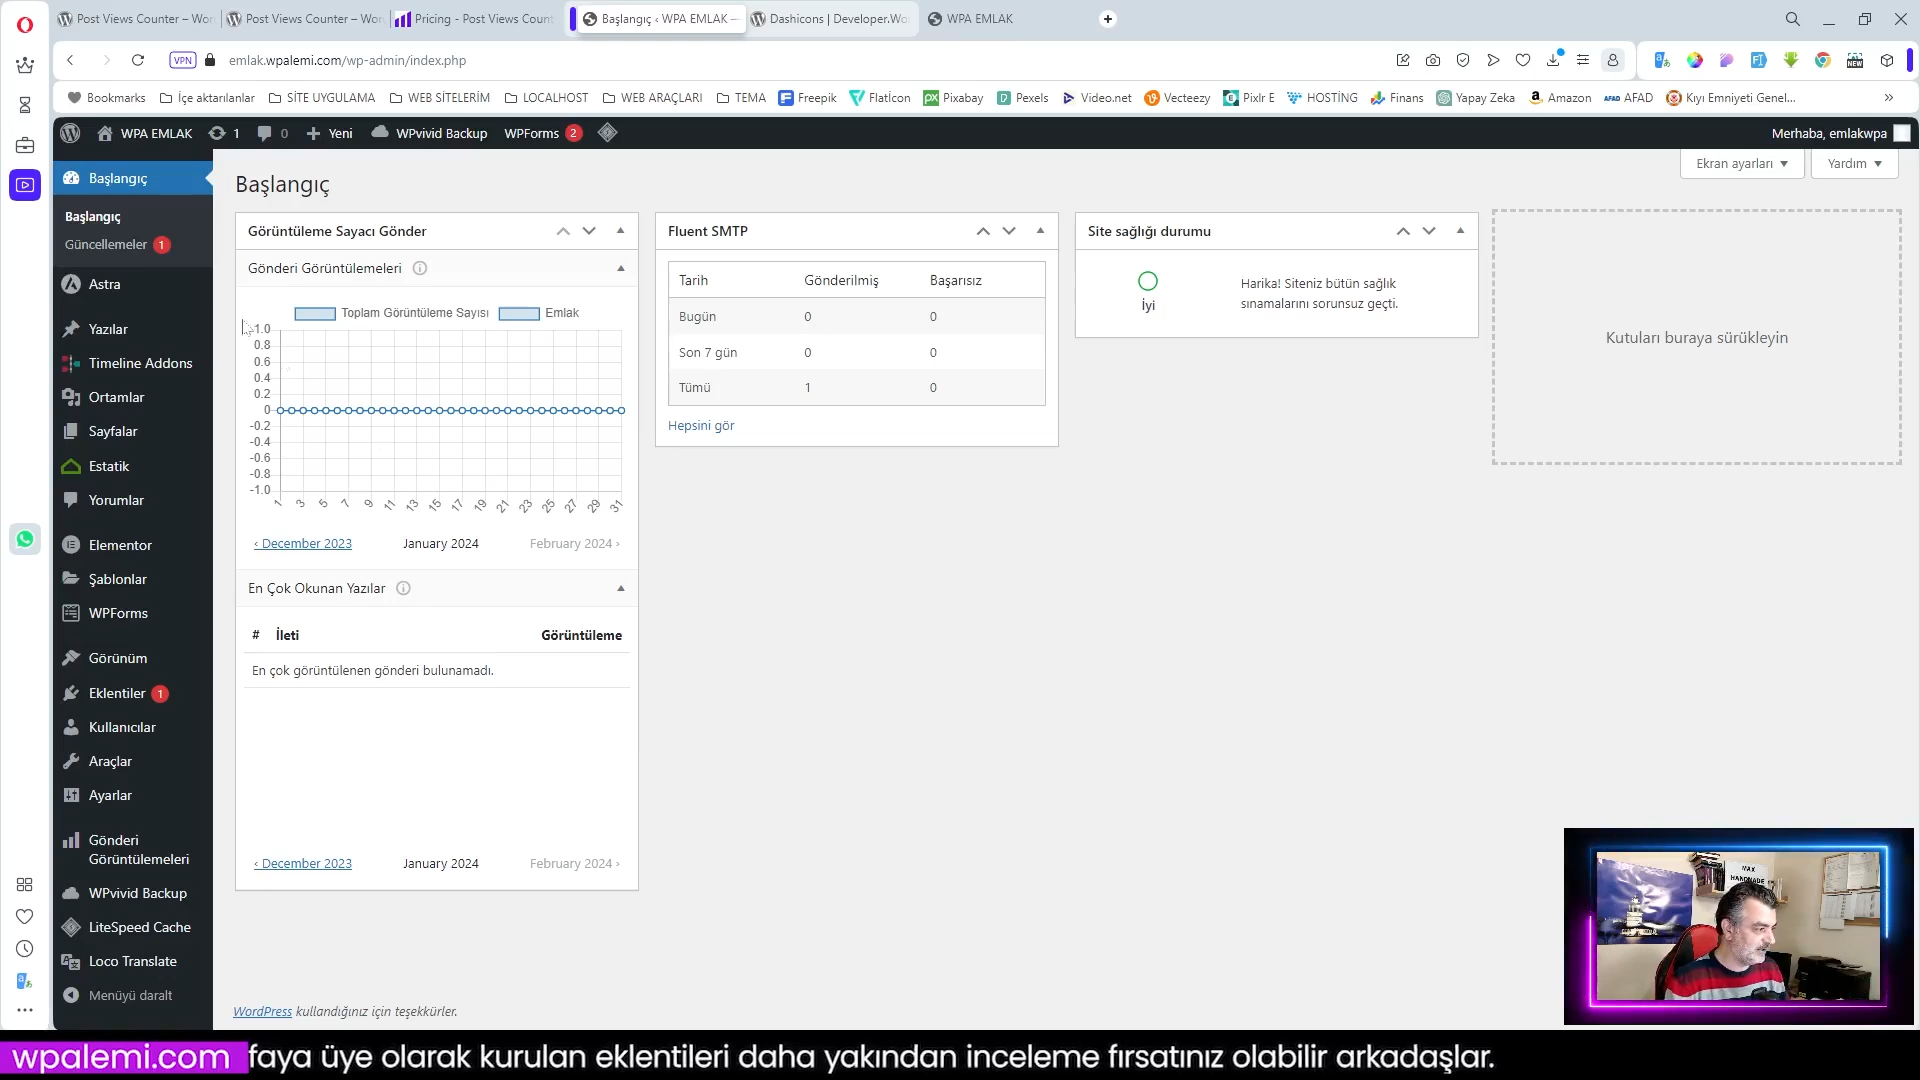 Post Views Counter – Wor
Post Views Counter – Wor
Pricing - Post Views Count
Başlangıç ‹ WPA EMLAK —
Dashicons | Developer.Wo
WPA EMLAK
VPN
emlak.wpalemi.com/wp-admin/index.php
Bookmarks
İçe aktarılanlar
SİTE UYGULAMA
WEB SİTELERİM
LOCALHOST
WEB ARAÇLARI
TEMA
Freepik
Flatİcon
Pixabay
Pexels
Video.net
Vecteezy
Pixlr E
HOSTİNG
Finans
Yapay Zeka
Amazon
AFAD
Kıyı Emniyeti Genel...
WPA EMLAK
1
0
Yeni
WPvivid Backup
WPForms 2
Merhaba, emlakwpa
Başlangıç
Başlangıç
Güncellemeler 1
Astra
Yazılar
Timeline Addons
Ortamlar
Sayfalar
Estatik
Yorumlar
Elementor
Şablonlar
WPForms
Görünüm
Eklentiler 1
Kullanıcılar
Araçlar
Ayarlar
Gönderi
Görüntülemeleri
WPvivid Backup
LiteSpeed Cache
Loco Translate
Menüyü daralt
Ekran ayarları
Yardım
Başlangıç
Görüntüleme Sayacı Gönder
Gönderi Görüntülemeleri
Toplam Görüntüleme Sayısı
Emlak
1.0
0.8
0.6
0.4
0.2
0
-0.2
-0.4
-0.6
-0.8
-1.0
1 3 5 7 9 11 13 15 17 19 21 23 25 27 29 31
‹ December 2023
January 2024
February 2024 ›
En Çok Okunan Yazılar
# İleti Görüntüleme
En çok görüntülenen gönderi bulunamadı.
‹ December 2023
January 2024
February 2024 ›
Fluent SMTP
Tarih Gönderilmiş Başarısız
Bugün 0 0
Son 7 gün 0 0
Tümü 1 0
Hepsini gör
Site sağlığı durumu
İyi
Harika! Siteniz bütün sağlık
sınamalarını sorunsuz geçti.
Kutuları buraya sürükleyin
WordPress kullandığınız için teşekkürler.
MAX
HANDMADE
wpalemi.com
faya üye olarak kurulan eklentileri daha yakından inceleme fırsatınız olabilir arkadaşlar.